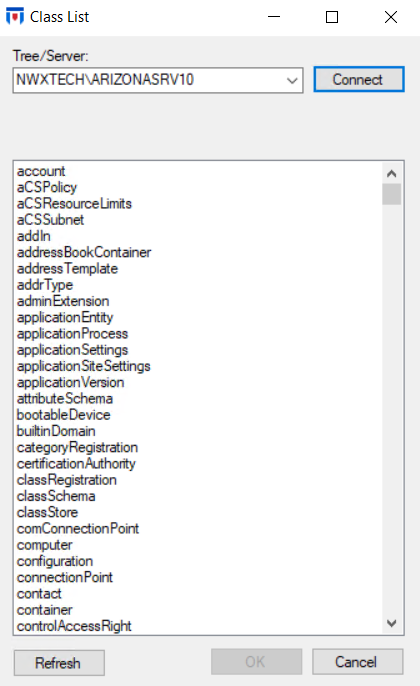 Class List
Tree/Server:
NWXTECH\ARIZONASRV10
Connect
account
aCSPolicy
aCSResourceLimits
aCSSubnet
addIn
addressBookContainer
addressTemplate
addrType
adminExtension
applicationEntity
applicationProcess
applicationSettings
applicationSiteSettings
applicationVersion
attributeSchema
bootableDevice
builtinDomain
categoryRegistration
certificationAuthority
classRegistration
classSchema
classStore
comConnectionPoint
computer
configuration
connectionPoint
contact
container
controlAccessRight
Refresh
OK
Cancel